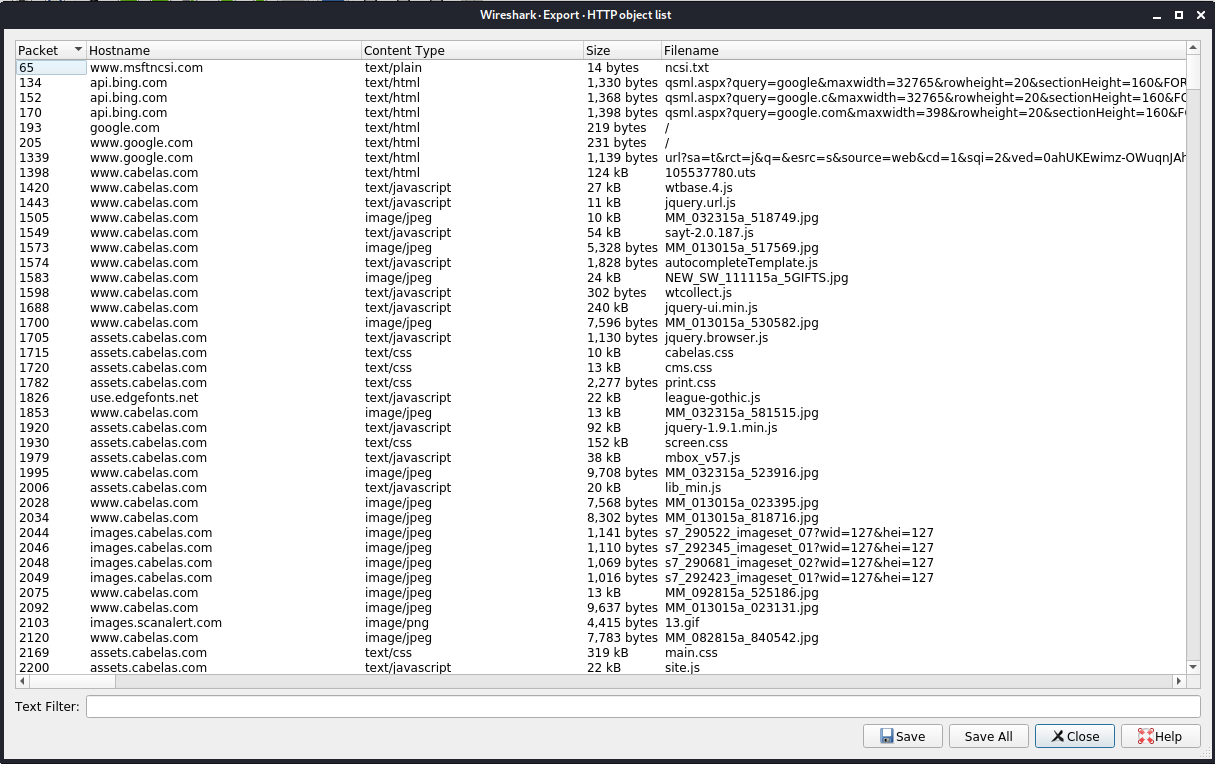 Wireshark · Export · HTTP object list
Packet Hostname Content Type Size Filename
65 www.msftncsi.com text/plain 14 bytes ncsi.txt
134 api.bing.com text/html 1,330 bytes qsml.aspx?query=google&maxwidth=32765&rowheight=20&sectionHeight=160&FOR
152 api.bing.com text/html 1,368 bytes qsml.aspx?query=google.c&maxwidth=32765&rowheight=20&sectionHeight=160&FO
170 api.bing.com text/html 1,398 bytes qsml.aspx?query=google.com&maxwidth=398&rowheight=20&sectionHeight=160&FO
193 google.com text/html 219 bytes /
205 www.google.com text/html 231 bytes /
1339 www.google.com text/html 1,139 bytes url?sa=t&rct=j&q=&esrc=s&source=web&cd=1&sqi=2&ved=0ahUKEwimz-OWuqnJAh
1398 www.cabelas.com text/html 124 kB 105537780.uts
1420 www.cabelas.com text/javascript 27 kB wtbase.4.js
1443 www.cabelas.com text/javascript 11 kB jquery.url.js
1505 www.cabelas.com image/jpeg 10 kB MM_032315a_518749.jpg
1549 www.cabelas.com text/javascript 54 kB sayt-2.0.187.js
1573 www.cabelas.com image/jpeg 5,328 bytes MM_013015a_517569.jpg
1574 www.cabelas.com text/javascript 1,828 bytes autocompleteTemplate.js
1583 www.cabelas.com image/jpeg 24 kB NEW_SW_111115a_5GIFTS.jpg
1598 www.cabelas.com text/javascript 302 bytes wtcollect.js
1688 www.cabelas.com text/javascript 240 kB jquery-ui.min.js
1700 www.cabelas.com image/jpeg 7,596 bytes MM_013015a_530582.jpg
1705 assets.cabelas.com text/javascript 1,130 bytes jquery.browser.js
1715 assets.cabelas.com text/css 10 kB cabelas.css
1720 assets.cabelas.com text/css 13 kB cms.css
1782 assets.cabelas.com text/css 2,277 bytes print.css
1826 use.edgefonts.net text/javascript 22 kB league-gothic.js
1853 www.cabelas.com image/jpeg 13 kB MM_032315a_581515.jpg
1920 assets.cabelas.com text/javascript 92 kB jquery-1.9.1.min.js
1930 assets.cabelas.com text/css 152 kB screen.css
1979 assets.cabelas.com text/javascript 38 kB mbox_v57.js
1995 www.cabelas.com image/jpeg 9,708 bytes MM_032315a_523916.jpg
2006 assets.cabelas.com text/javascript 20 kB lib_min.js
2028 www.cabelas.com image/jpeg 7,568 bytes MM_013015a_023395.jpg
2034 www.cabelas.com image/jpeg 8,302 bytes MM_013015a_818716.jpg
2044 images.cabelas.com image/jpeg 1,141 bytes s7_290522_imageset_07?wid=127&hei=127
2046 images.cabelas.com image/jpeg 1,110 bytes s7_292345_imageset_01?wid=127&hei=127
2048 images.cabelas.com image/jpeg 1,069 bytes s7_290681_imageset_02?wid=127&hei=127
2049 images.cabelas.com image/jpeg 1,016 bytes s7_292423_imageset_01?wid=127&hei=127
2075 www.cabelas.com image/jpeg 13 kB MM_092815a_525186.jpg
2092 www.cabelas.com image/jpeg 9,637 bytes MM_013015a_023131.jpg
2103 images.scanalert.com image/png 4,415 bytes 13.gif
2120 www.cabelas.com image/jpeg 7,783 bytes MM_082815a_840542.jpg
2169 assets.cabelas.com text/css 319 kB main.css
2200 assets.cabelas.com text/javascript 22 kB site.js
Text Filter:
Save Save All Close Help